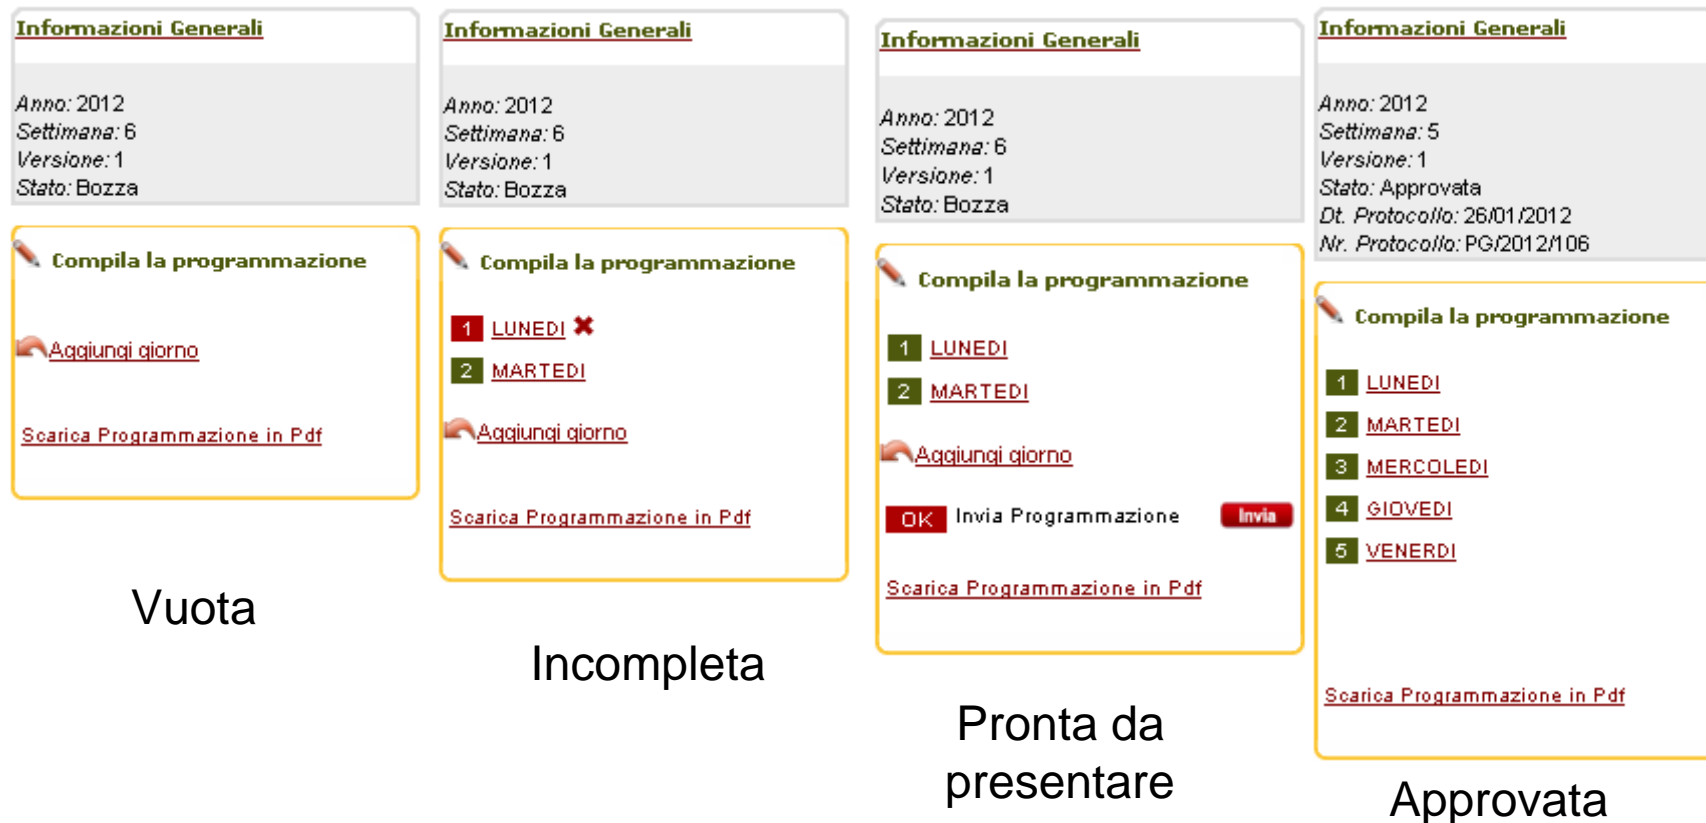 Informazioni Generali
Anno: 2012
Settimana: 6
Versione: 1
Stato: Bozza
Compila la programmazione
Aggiungi giorno
Scarica Programmazione in Pdf
Vuota
Informazioni Generali
Anno: 2012
Settimana: 6
Versione: 1
Stato: Bozza
Compila la programmazione
1 LUNEDI
2 MARTEDI
Aggiungi giorno
Scarica Programmazione in Pdf
Incompleta
Informazioni Generali
Anno: 2012
Settimana: 6
Versione: 1
Stato: Bozza
Compila la programmazione
1 LUNEDI
2 MARTEDI
Aggiungi giorno
OK Invia Programmazione Invia
Scarica Programmazione in Pdf
Pronta da
presentare
Informazioni Generali
Anno: 2012
Settimana: 5
Versione: 1
Stato: Approvata
Dt. Protocollo: 26/01/2012
Nr. Protocollo: PG/2012/106
Compila la programmazione
1 LUNEDI
2 MARTEDI
3 MERCOLEDI
4 GIOVEDI
5 VENERDI
Scarica Programmazione in Pdf
Approvata